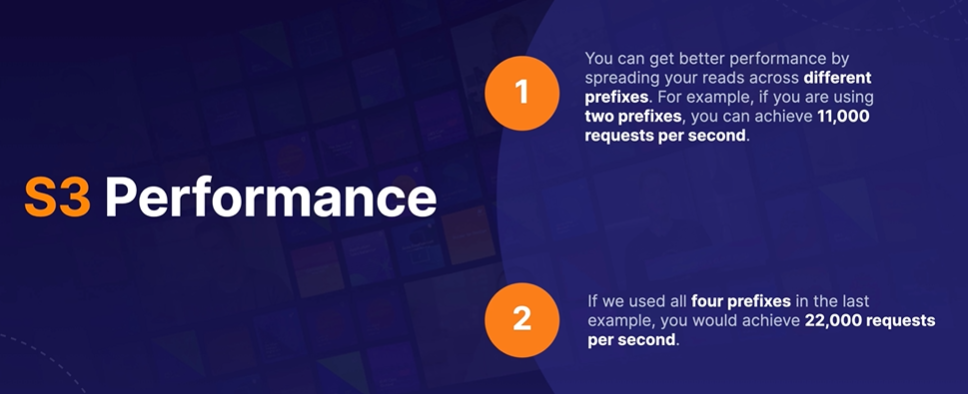 S3 Performance
1
You can get better performance by
spreading your reads across different
prefixes. For example, if you are using
two prefixes, you can achieve 11,000
requests per second.
2
If we used all four prefixes in the last
example, you would achieve 22,000 requests
per second.